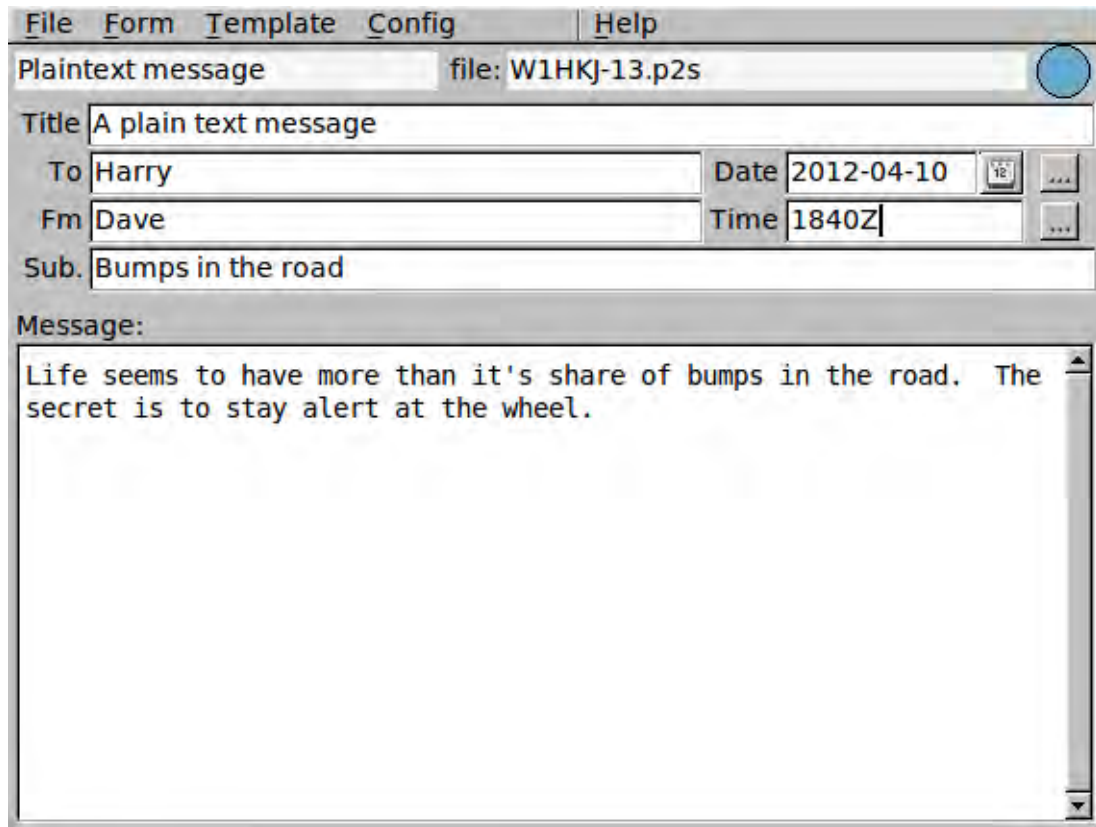 File Form Template Config Help
Plaintext message file: W1HKJ-13.p2s
Title A plain text message
To Harry Date 2012-04-10 12 ...
Fm Dave Time 1840Z ...
Sub. Bumps in the road
Message:
Life seems to have more than it's share of bumps in the road. The
secret is to stay alert at the wheel.